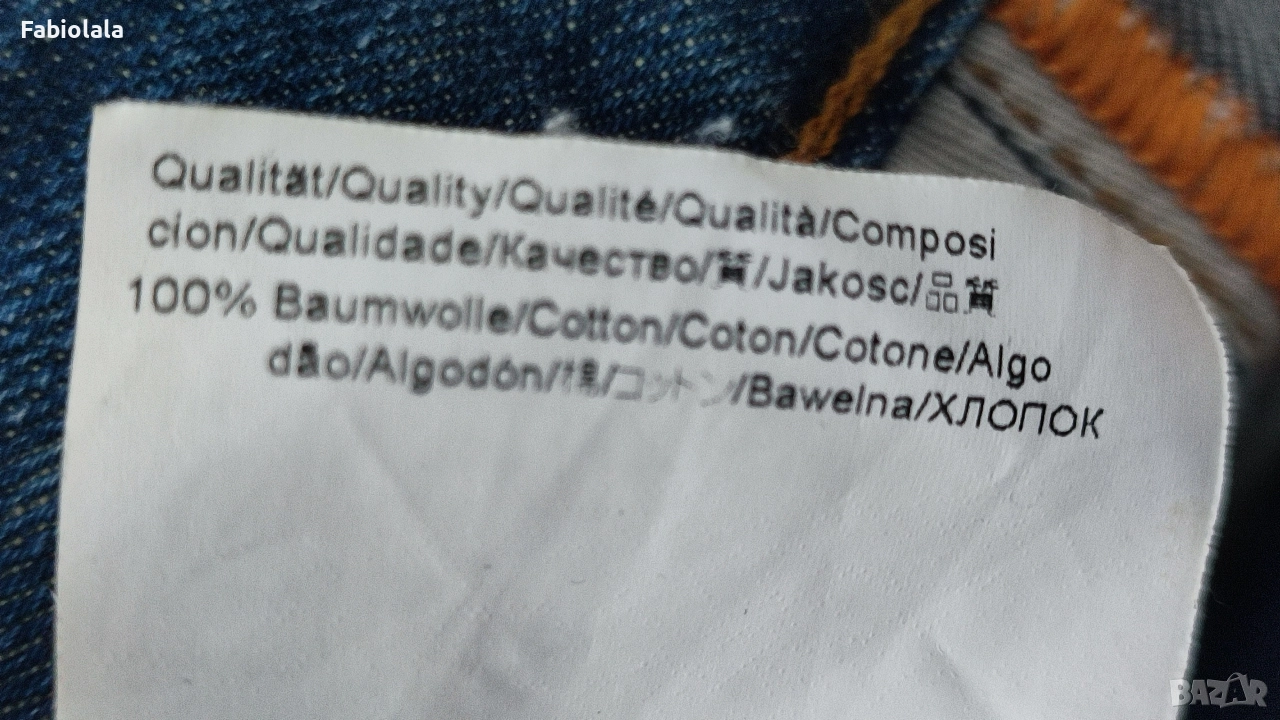 Fabiolala
Qualität/Quality/Qualité/Qualità/Composi
cion/Qualidade/Качество/質/Jakosc/品質
100% Baumwolle/Cotton/Coton/Cotone/Algo
dão/Algodón/棉/コットン/Bawelna/ХЛОПОК
BAZAR